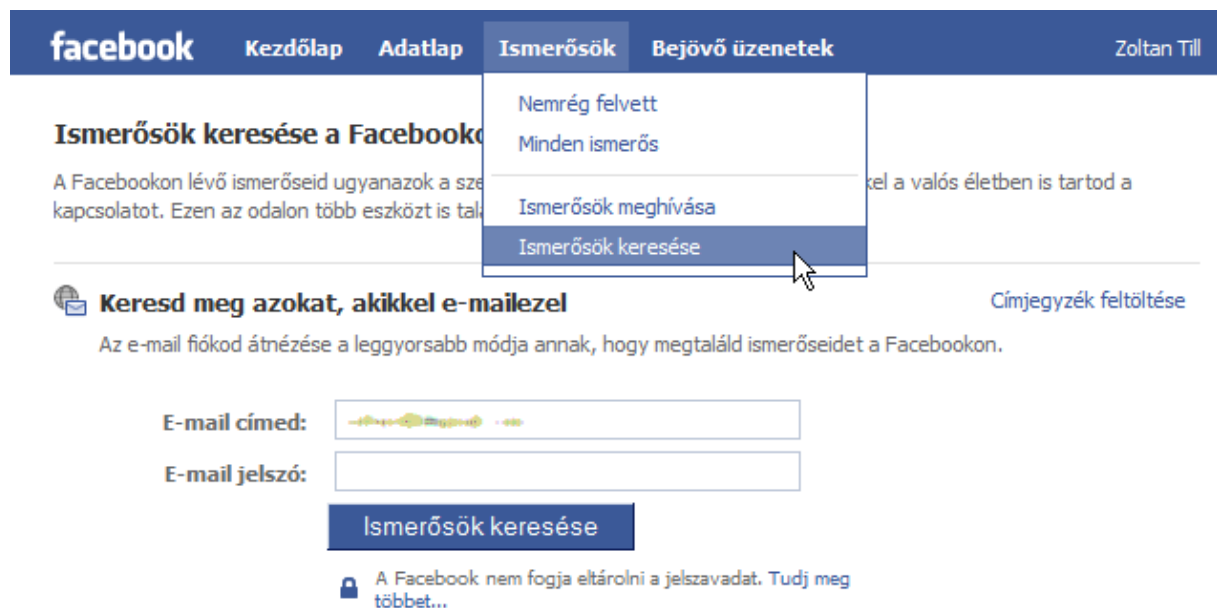 facebook Kezdőlap Adatlap Ismerősök Bejövő üzenetek Zoltan Till
Nemrég felvett
Minden ismerős
Ismerősök meghívása
Ismerősök keresése
Ismerősök keresése a
A Facebookon lévő ismerőseid ugyanazok a kel a valós életben is tartod a
kapcsolatot. Ezen az odalon több eszközt is
Keresd meg azokat, akikkel e-mailezel Címjegyzék feltöltése
Az e-mail fiókod átnézése a leggyorsabb módja annak, hogy megtaláld ismerőseidet a Facebookon.
E-mail címed:
E-mail jelszó:
Ismerősök keresése
A Facebook nem fogja eltárolni a jelszavadat. Tudj meg
többet...